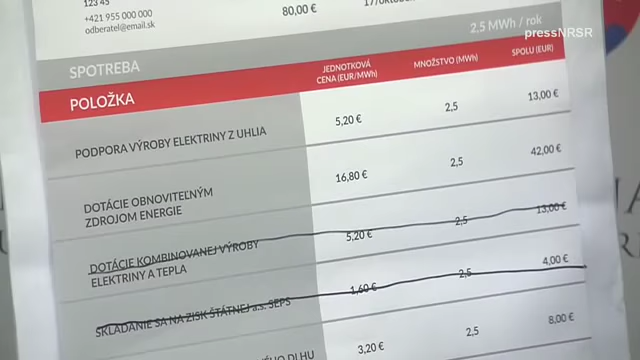 123 45
+421 955 000 000
odberatel@email.sk
80,00 €
pressNRSR
SPOTREBA
2.5 MWh / rok
POLOŽKA
JEDNOTKOVÁ
CENA (EUR/MWh)
MNOŽSTVO (MWh)
SPOLU (EUR)
PODPORA VÝROBY ELEKTRINY Z UHLIA
5,20 €
2,5
13,00 €
DOTÁCIE OBNOVITEĽNÝM
ZDROJOM ENERGIE
16,80 €
2,5
42,00 €
DOTÁCIE KOMBINOVANEJ VÝROBY
ELEKTRINY A TEPLA
5,20 €
2,5
13,00 €
SKLADANIE SA NA ZISK ŠTÁTNEJ a.s. SEPS
1,60 €
2,5
4,00 €
DLHU
3,20 €
2,5
8,00 €